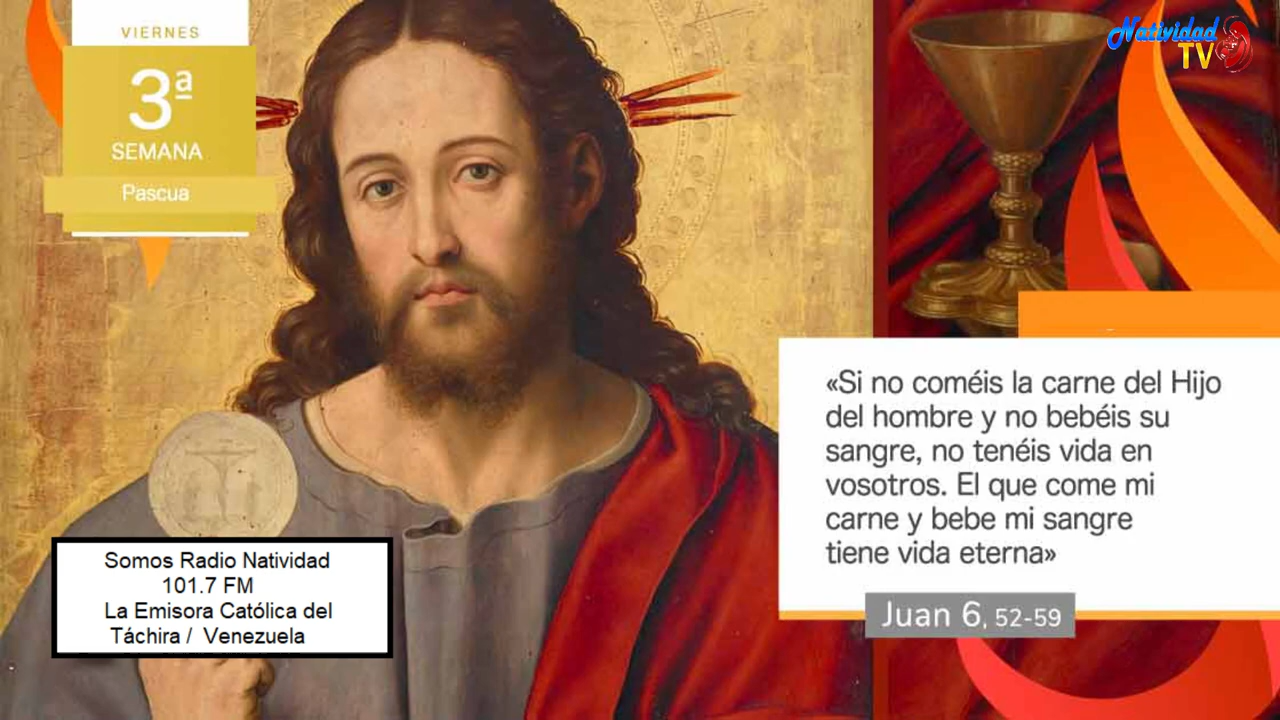 VIERNES
3ª
SEMANA
Pascua
Natividad
TV
«Si no coméis la carne del Hijo
del hombre y no bebéis su
sangre, no tenéis vida en
vosotros. El que come mi
carne y bebe mi sangre
tiene vida eterna»
Juan 6, 52-59
Somos Radio Natividad
101.7 FM
La Emisora Católica del
Táchira / Venezuela